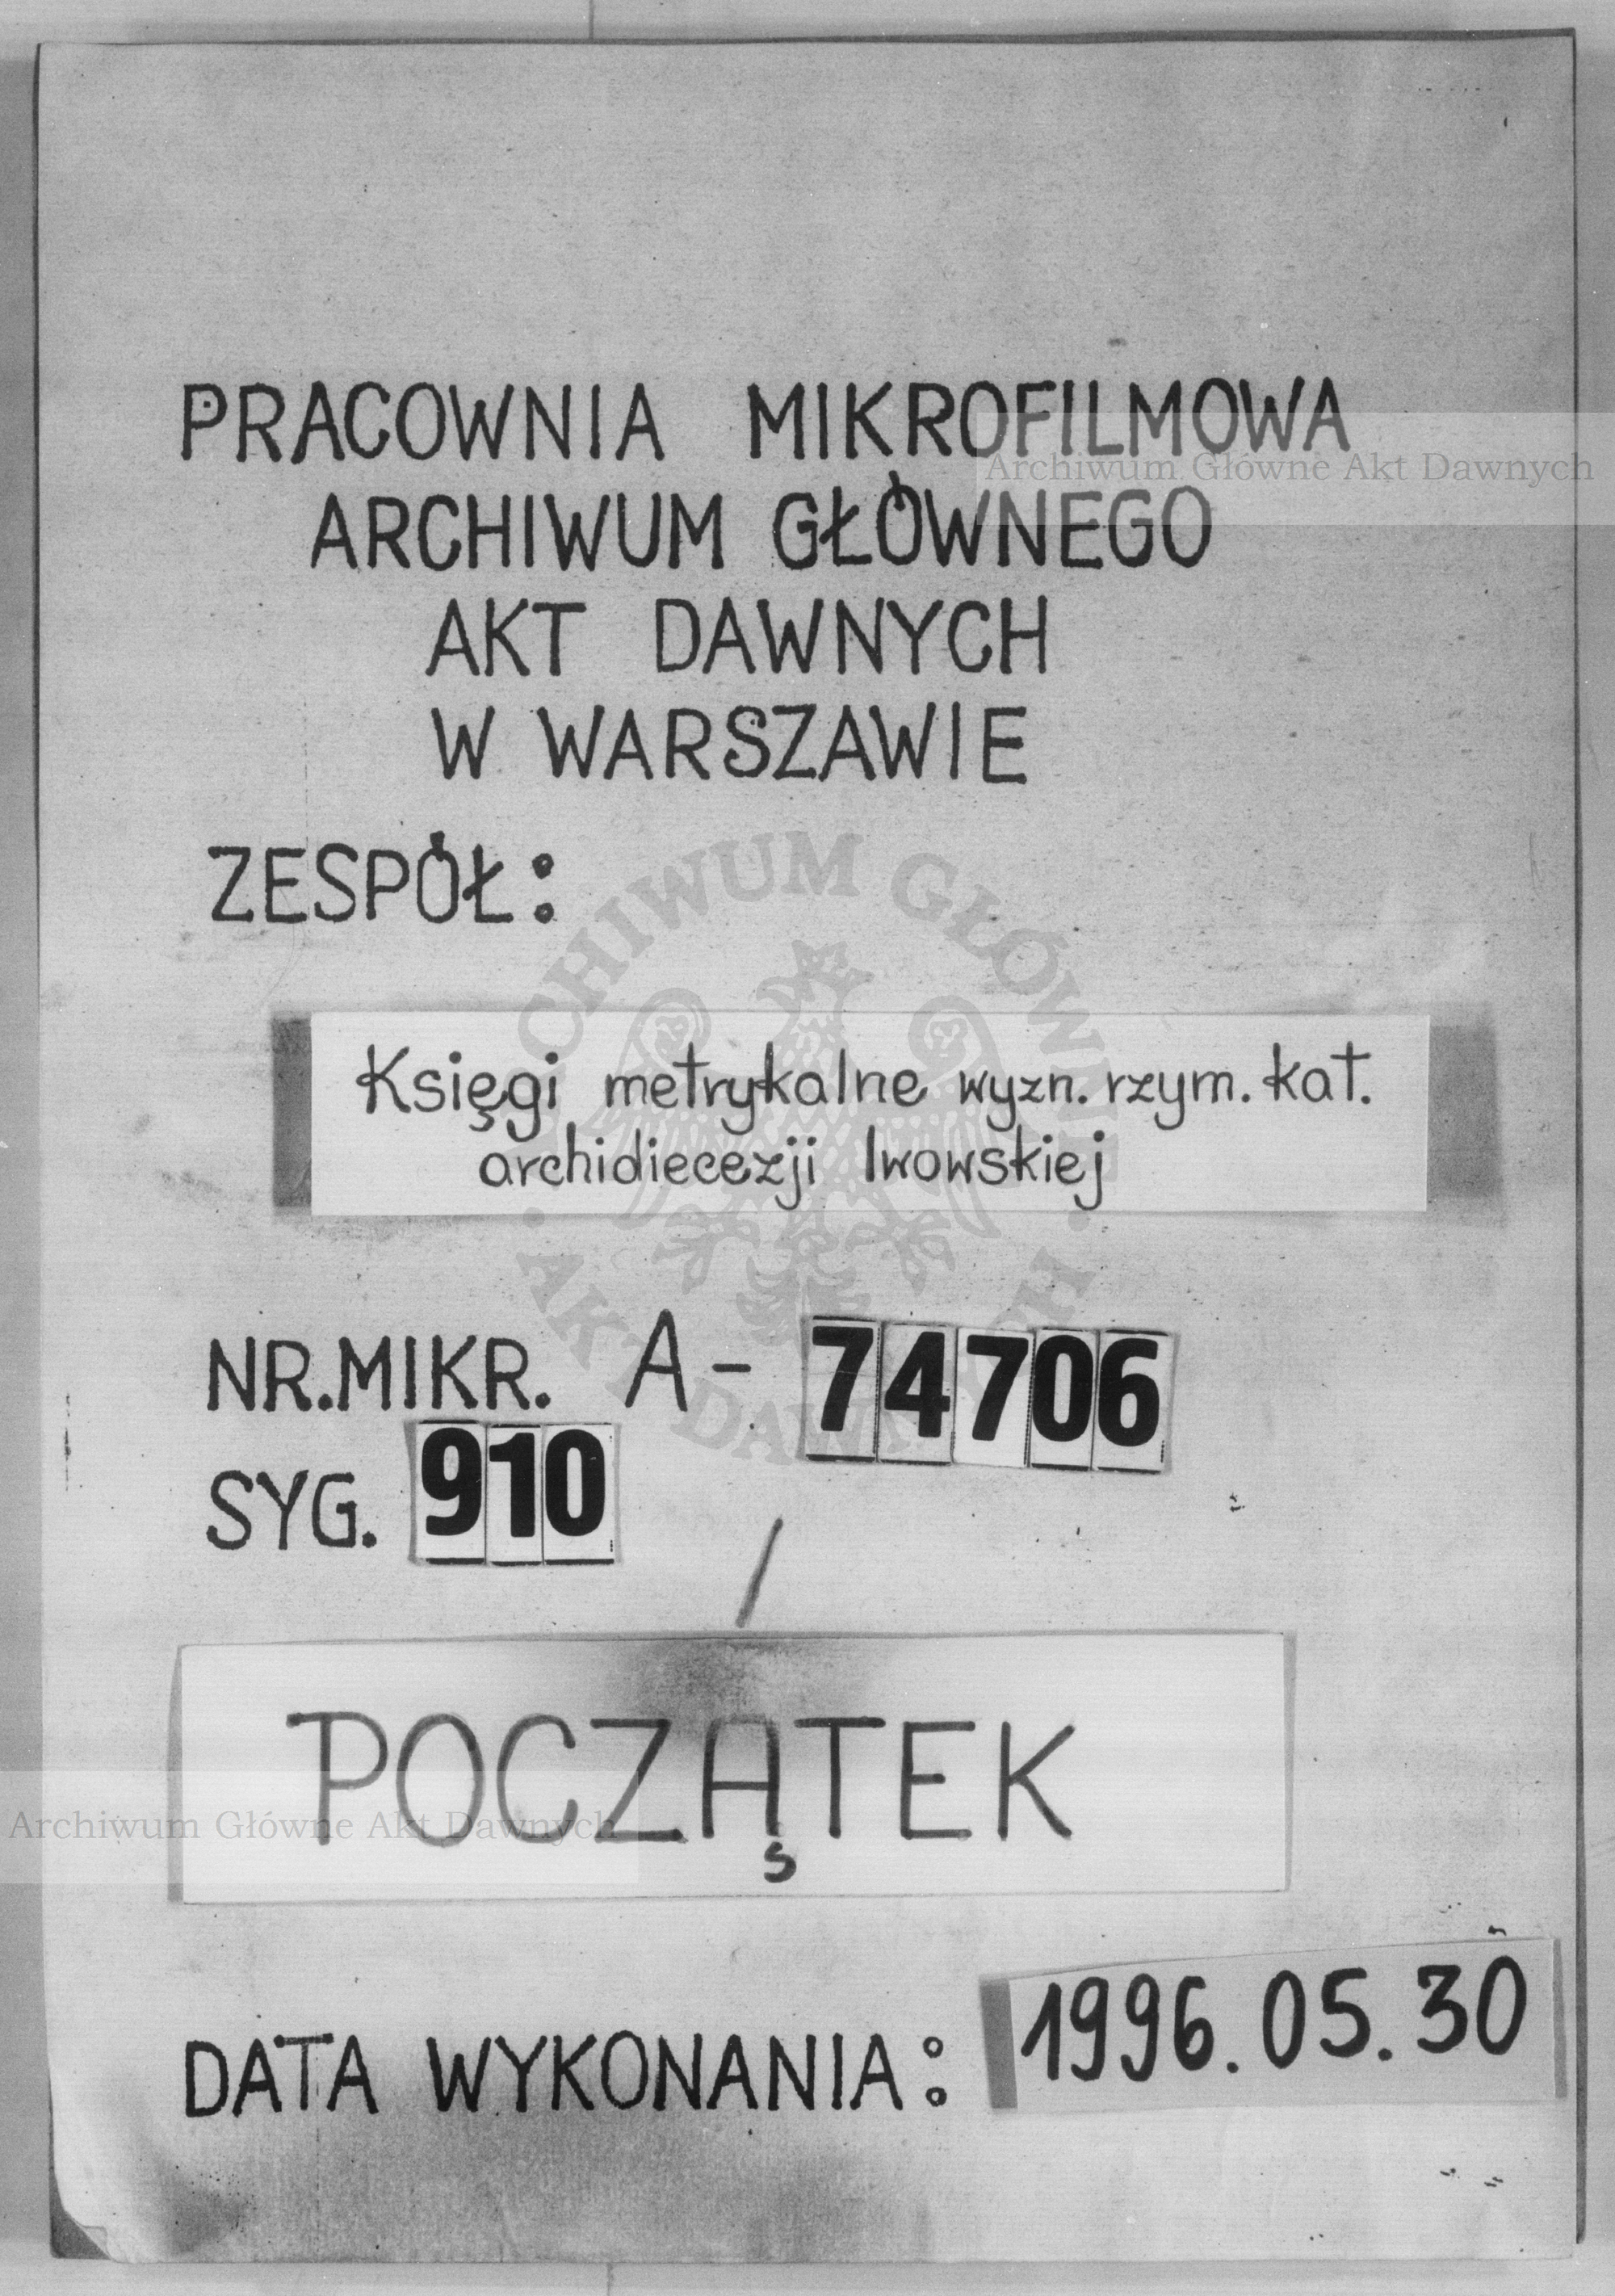 PRACOWNIA MIKROFILMOWA
Archiwum Główne Akt Dawnych
ARCHIWUM GŁÓWNEGO
AKT DAWNYCH
W WARSZAWIE
ZESPÓŁ:
Księgi metrykalne wyzn. rzym. kat.
archidiecezji lwowskiej
NR. MIKR. A - 74706
SYG. 910
/
POCZĄTEK
Archiwum Główne Akt Dawnych
DATA WYKONANIA: 1996.05.30